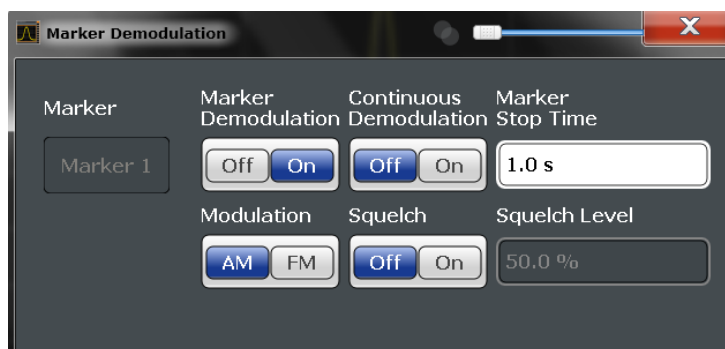 Marker Demodulation
Marker
Marker Demodulation
Continuous Demodulation
Marker Stop Time
Marker 1
Off On
Off On
1.0 s
Modulation
Squelch
Squelch Level
AM FM
Off On
50.0 %